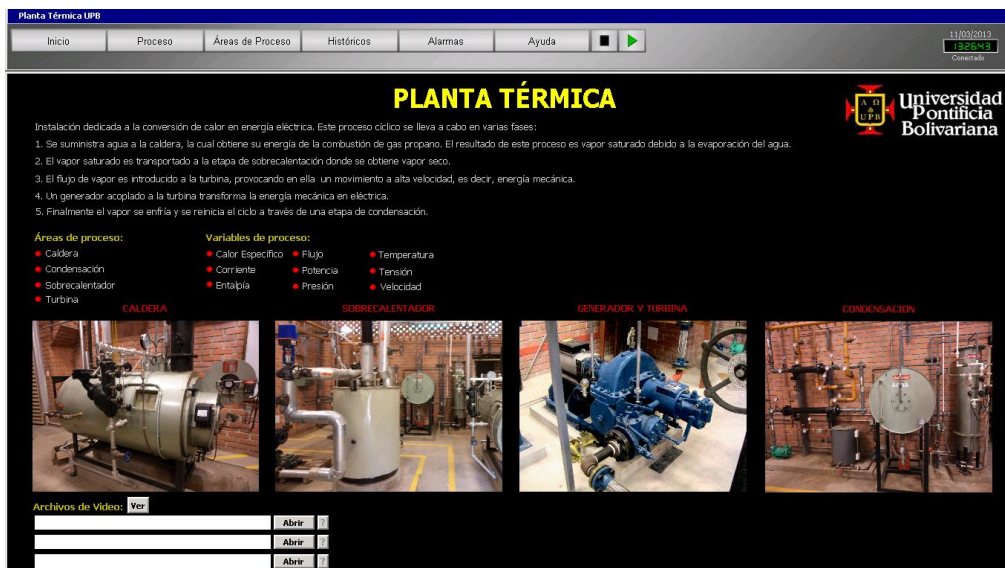 Planta Térmica UPB
Inicio Proceso Áreas de Proceso Históricos Alarmas Ayuda
11/03/2013
13:26:43
Conectado
PLANTA TÉRMICA
A Ω
&
UPB
Universidad
Pontificia
Bolivariana
Instalación dedicada a la conversión de calor en energía eléctrica. Este proceso cíclico se lleva a cabo en varias fases:
1. Se suministra agua a la caldera, la cual obtiene su energía de la combustión de gas propano. El resultado de este proceso es vapor saturado debido a la evaporación del agua.
2. El vapor saturado es transportado a la etapa de sobrecalentación donde se obtiene vapor seco.
3. El flujo de vapor es introducido a la turbina, provocando en ella un movimiento a alta velocidad, es decir, energía mecánica.
4. Un generador acoplado a la turbina transforma la energía mecánica en eléctrica.
5. Finalmente el vapor se enfría y se reinicia el ciclo a través de una etapa de condensación.
Áreas de proceso:
Caldera
Condensación
Sobrecalentador
Turbina
Variables de proceso:
Calor Específico Flujo Temperatura
Corriente Potencia Tensión
Entalpía Presión Velocidad
CALDERA SOBRECALENTADOR GENERADOR Y TURBINA CONDENSACION
Archivos de Video: Ver
Abrir ?
Abrir ?
Abrir ?